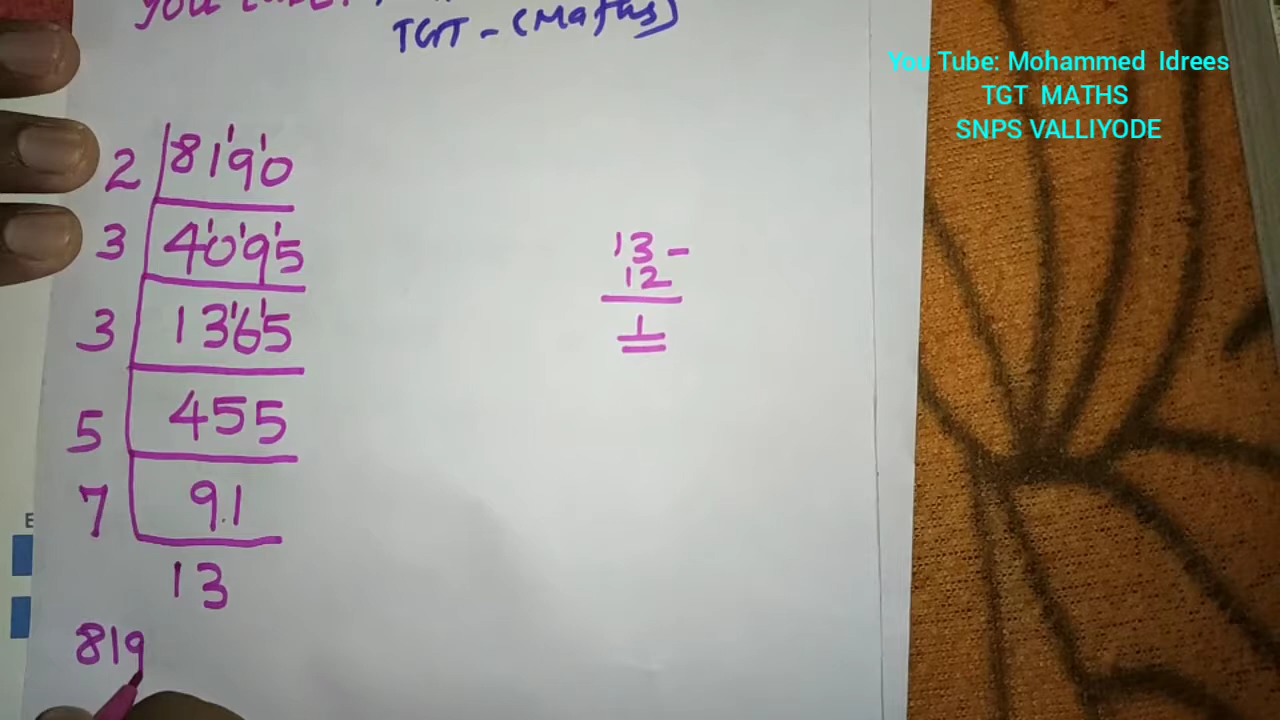 you
TGT - (Maths)
You Tube: Mohammed Idrees
TGT MATHS
SNPS VALLIYODE
2 8190
3 4095
3 1365
5 455
7 91
13
819
13 -
12
1